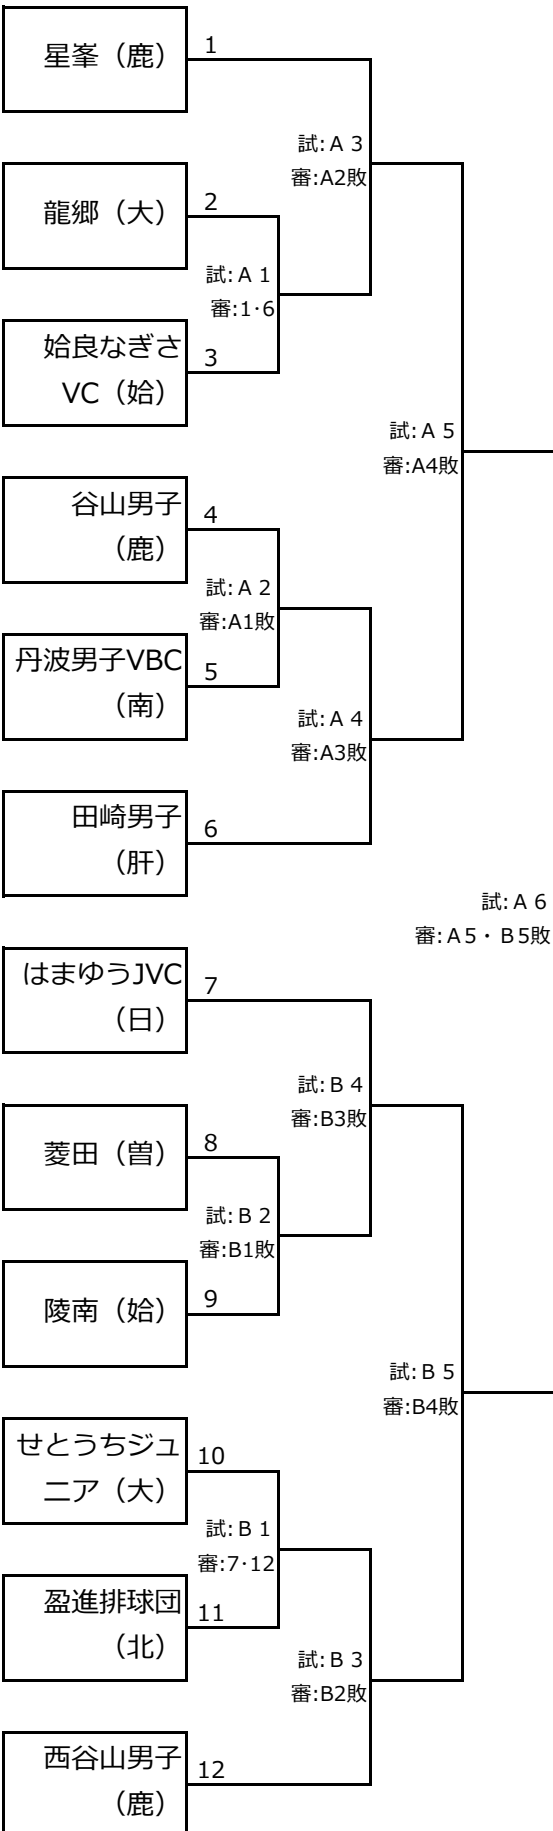 星峯（鹿）
1
試:A 3
審:A2敗
龍郷（大）
2
試:A 1
審:1･6
姶良なぎさ
VC（姶）
3
試:A 5
審:A4敗
谷山男子
（鹿）
4
試:A 2
審:A1敗
丹波男子VBC
（南）
5
試:A 4
審:A3敗
田崎男子
（肝）
6
試:A 6
審:A5・B5敗
はまゆうJVC
（日）
7
試:B 4
審:B3敗
菱田（曽）
8
試:B 2
審:B1敗
陵南（姶）
9
試:B 5
審:B4敗
せとうちジュ
ニア（大）
10
試:B 1
審:7･12
盈進排球団
（北）
11
試:B 3
審:B2敗
西谷山男子
（鹿）
12